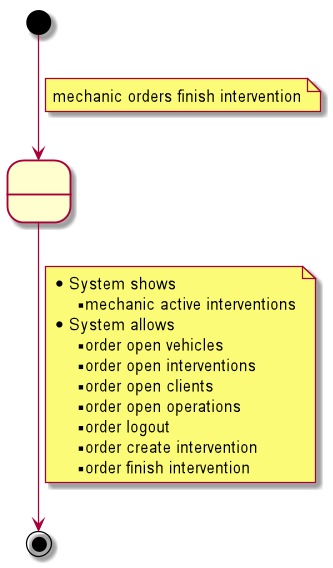 mechanic orders finish intervention
System shows
mechanic active interventions
System allows
order open vehicles
order open interventions
order open clients
order open operations
order logout
order create intervention
order finish intervention